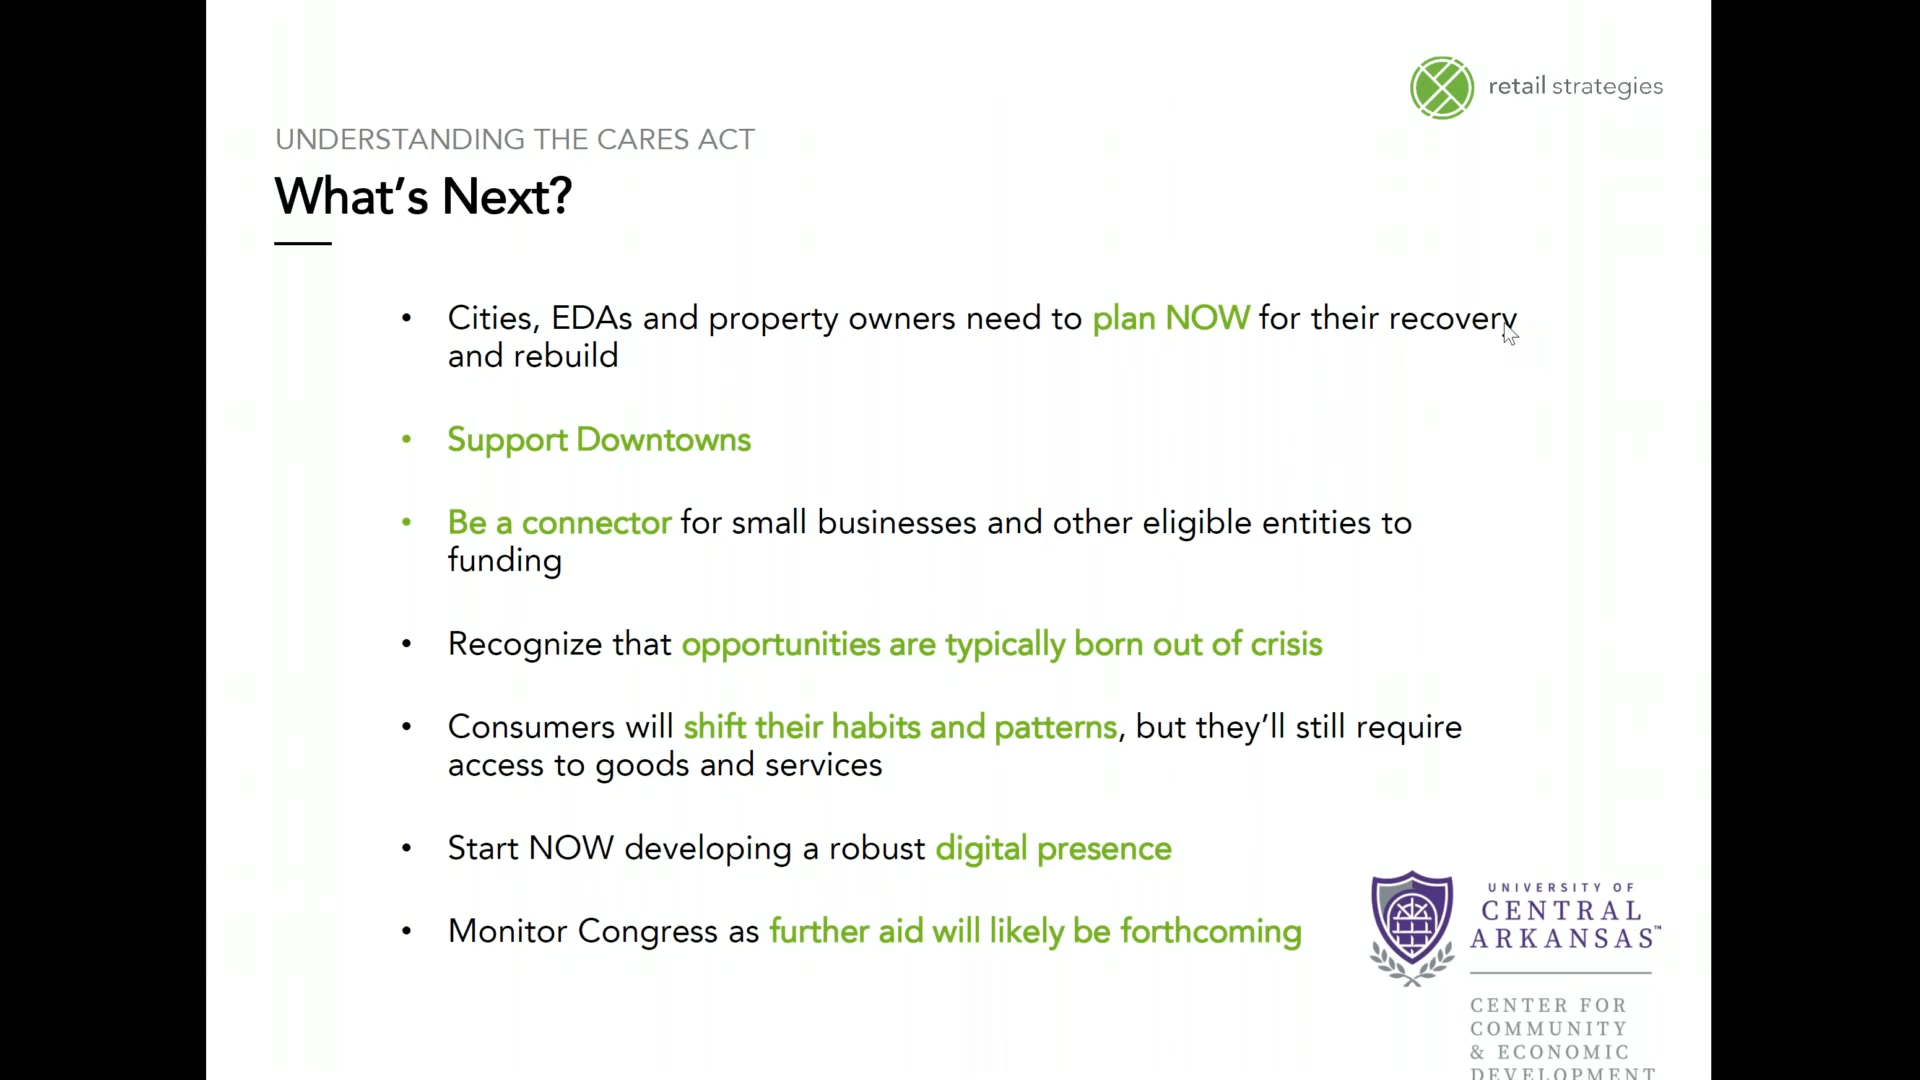 retail strategies
UNDERSTANDING THE CARES ACT
What's Next?
• Cities, EDAs and property owners need to plan NOW for their recovery
and rebuild
• Support Downtowns
• Be a connector for small businesses and other eligible entities to
funding
• Recognize that opportunities are typically born out of crisis
• Consumers will shift their habits and patterns, but they'll still require
access to goods and services
• Start NOW developing a robust digital presence
• Monitor Congress as further aid will likely be forthcoming
UNIVERSITY OF
CENTRAL
ARKANSAS™
CENTER FOR
COMMUNITY
& ECONOMIC
DEVELOPMENT